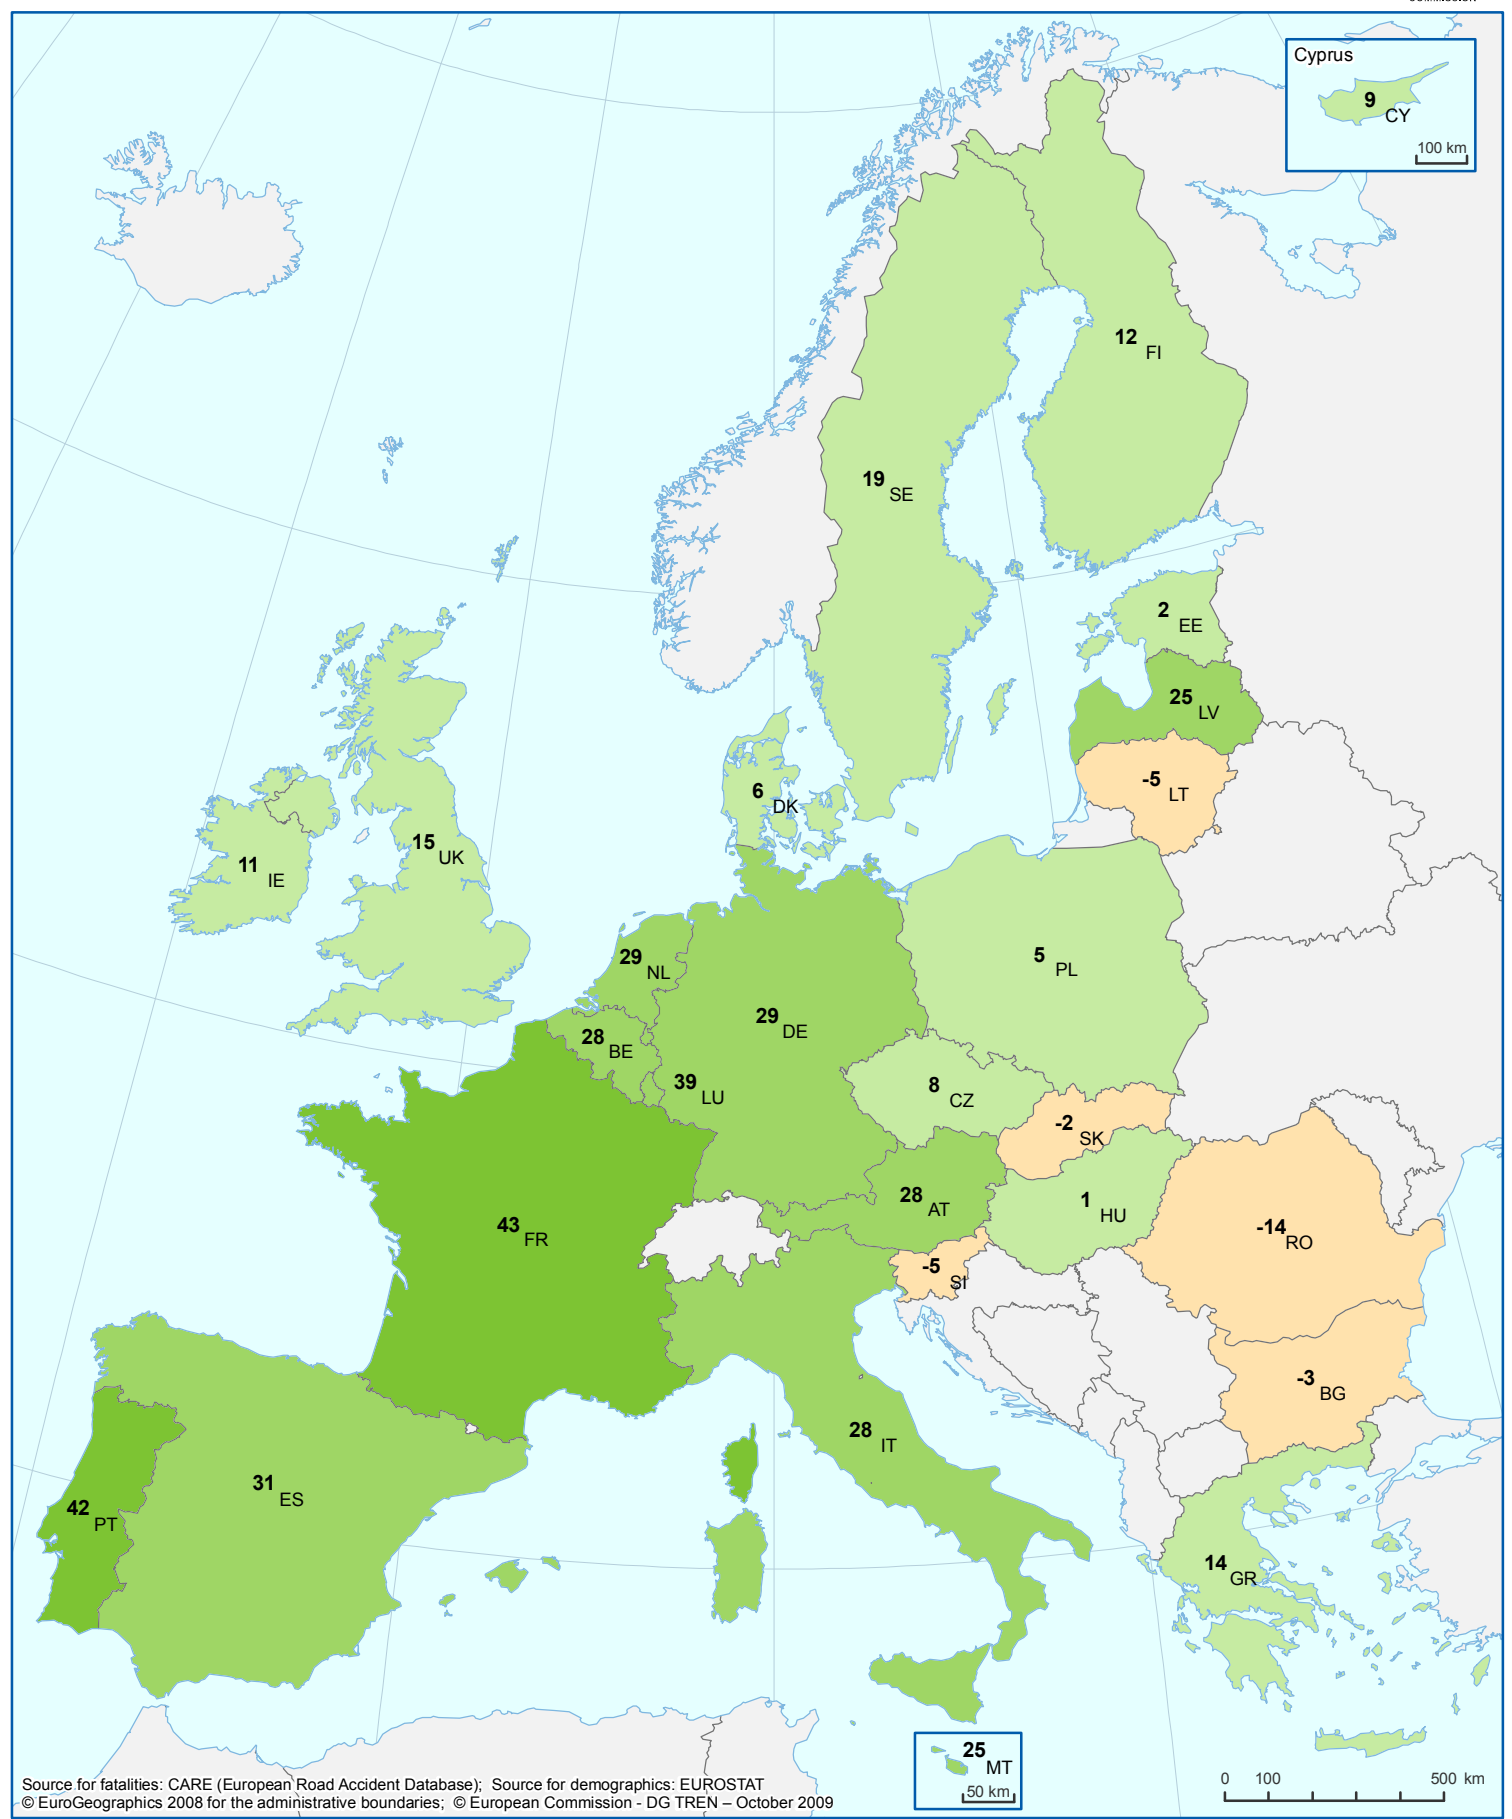 Cyprus
9 CY
100 km
12 FI
19 SE
2 EE
25 LV
-5 LT
6 DK
15 UK
11 IE
5 PL
29 NL
29 DE
28 BE
39 LU
8 CZ
-2 SK
28 AT
1 HU
43 FR
-14 RO
-5 SI
-3 BG
28 IT
31 ES
42 PT
14 GR
25 MT
50 km
0 100 500 km
Source for fatalities: CARE (European Road Accident Database); Source for demographics: EUROSTAT
© EuroGeographics 2008 for the administrative boundaries; © European Commission - DG TREN – October 2009